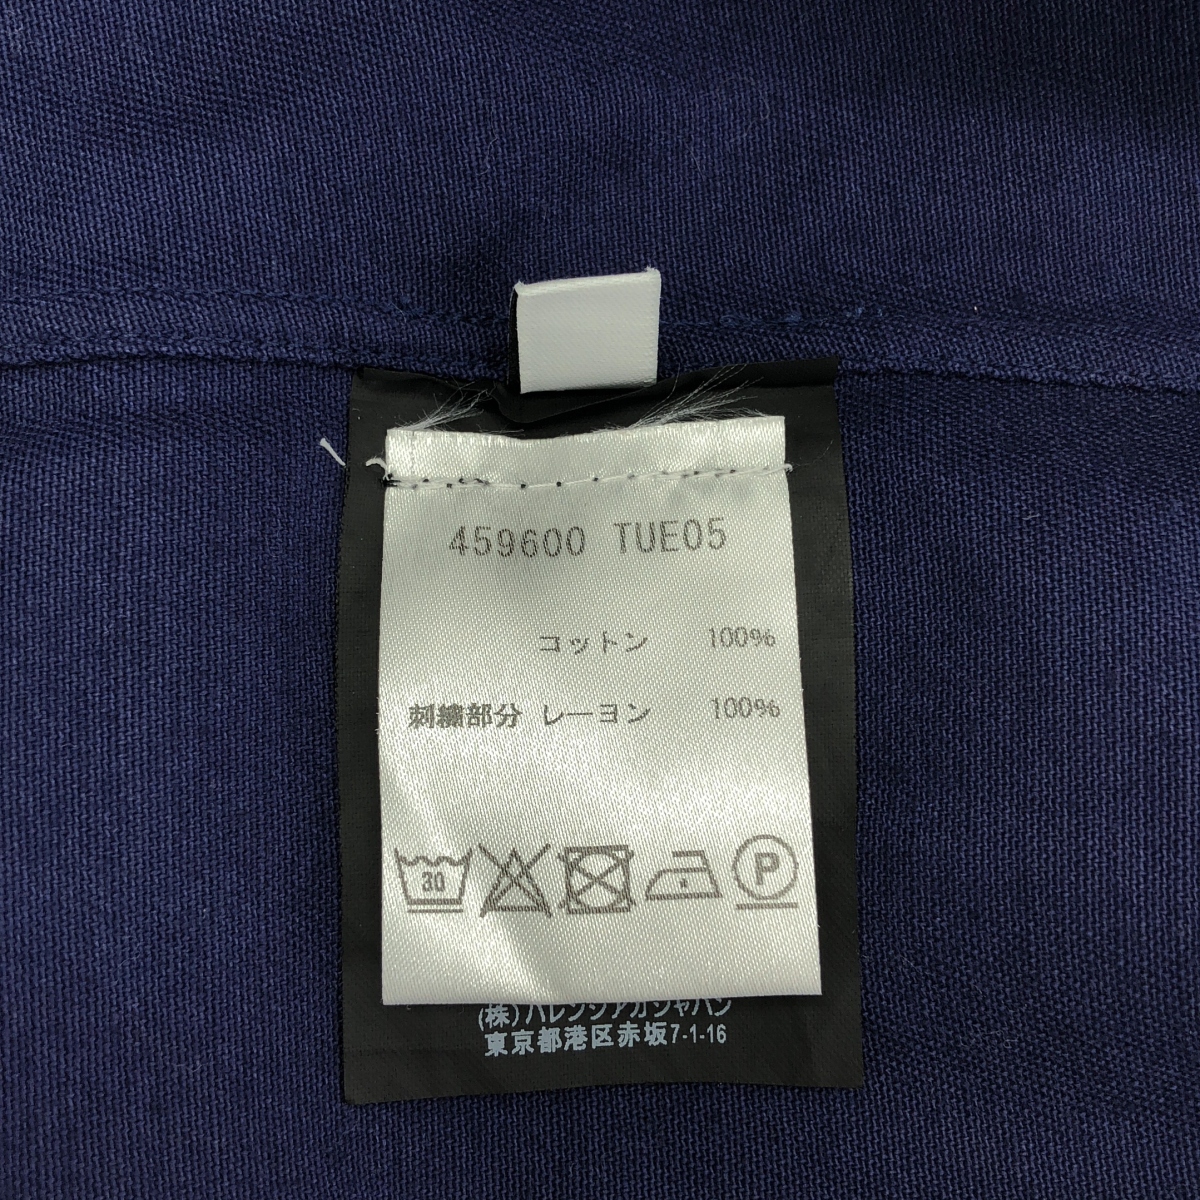 459600 TUE05
コットン 100%
刺繍部分 レーヨン 100%
30
P
(株)バレンシアガジャパン
東京都港区赤坂7-1-16